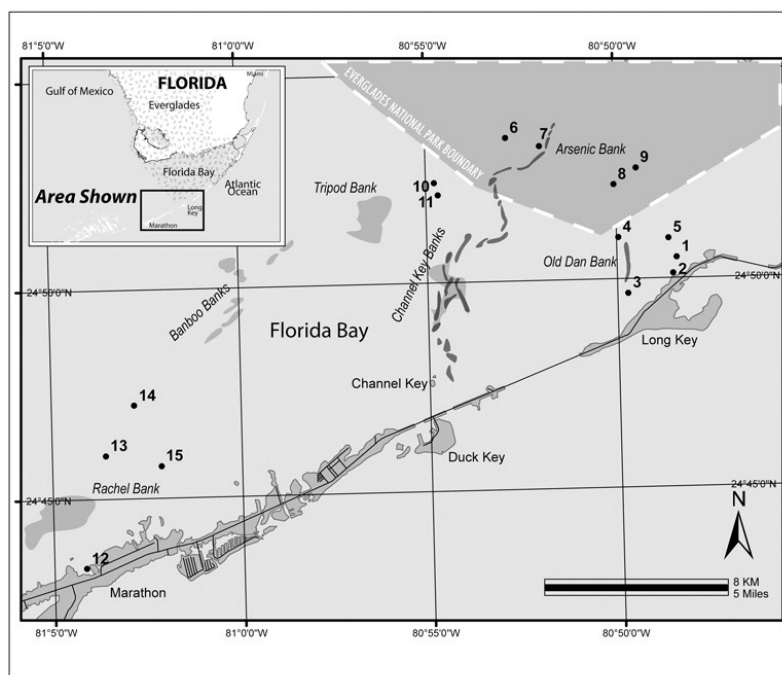 81°5'0"W 81°0'0"W 80°55'0"W 80°50'0"W
FLORIDA
Miami
Gulf of Mexico
Everglades
Florida Bay
Atlantic
Ocean
Area Shown
Long
Key
Marathon
EVERGLADES NATIONAL PARK BOUNDARY
6
7
Arsenic Bank
9
8
10
11
Tripod Bank
4
5
1
2
Old Dan Bank
3
24°50'0"N
24°50'0"N
Channel Key Banks
Banboo Banks
Florida Bay
Long Key
Channel Key
14
13
15
Duck Key
Rachel Bank
24°45'0"N
24°45'0"N
N
12
Marathon
8 KM
5 Miles
81°5'0"W 81°0'0"W 80°55'0"W 80°50'0"W